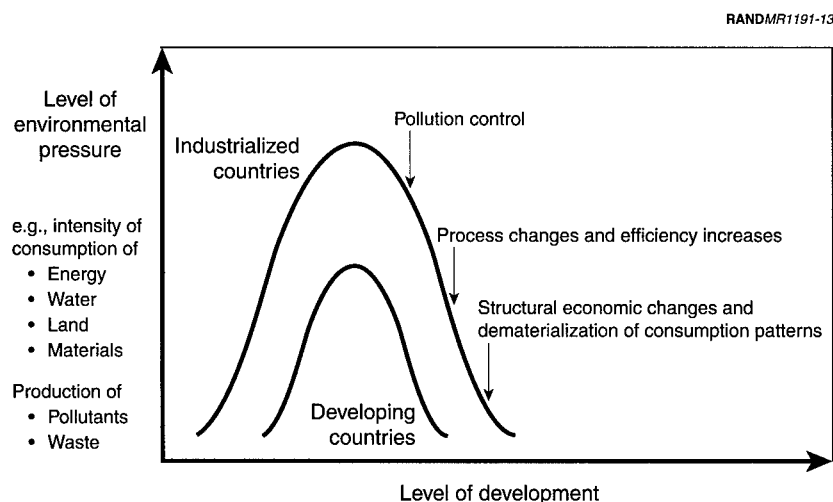 RANDMR1191-13
Level of
environmental
pressure
e.g., intensity of
consumption of
• Energy
• Water
• Land
• Materials
Production of
• Pollutants
• Waste
Industrialized
countries
Pollution control
Process changes and efficiency increases
Structural economic changes and
dematerialization of consumption patterns
Developing
countries
Level of development